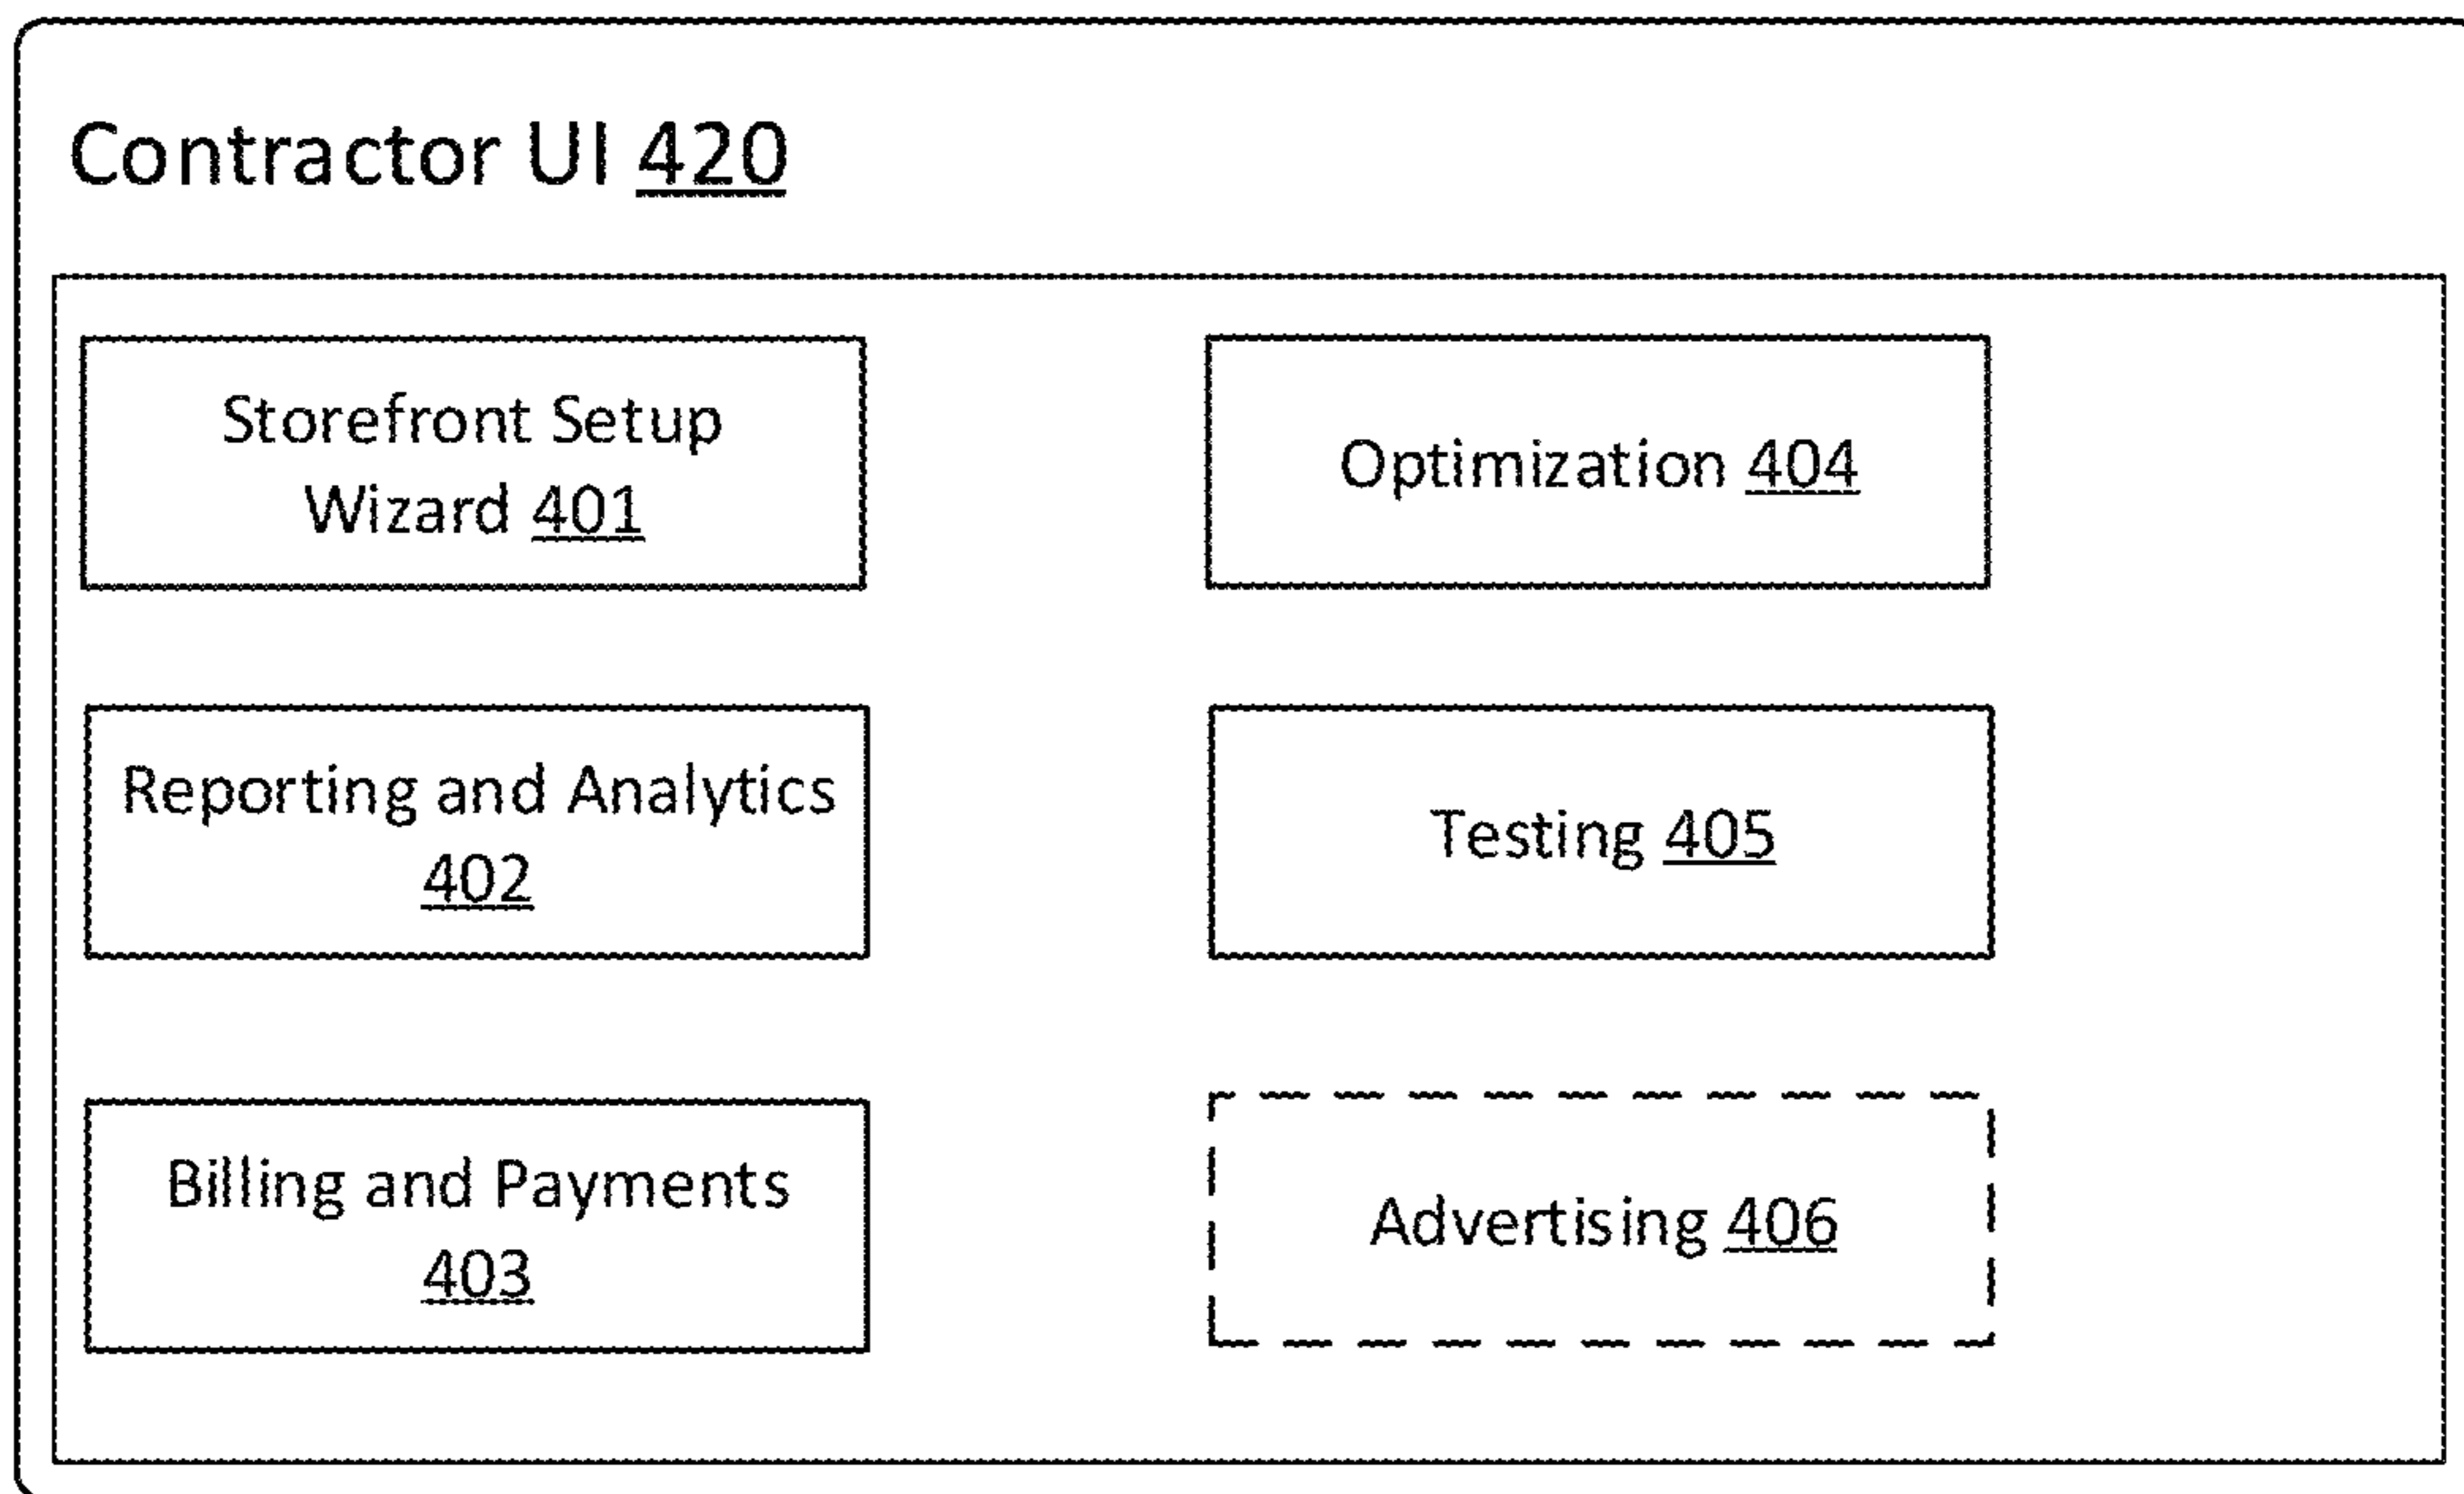 Contractor UI 420
Storefront Setup
Wizard 401
Optimization 404
Reporting and Analytics
402
Testing 405
Billing and Payments
403
Advertising 406